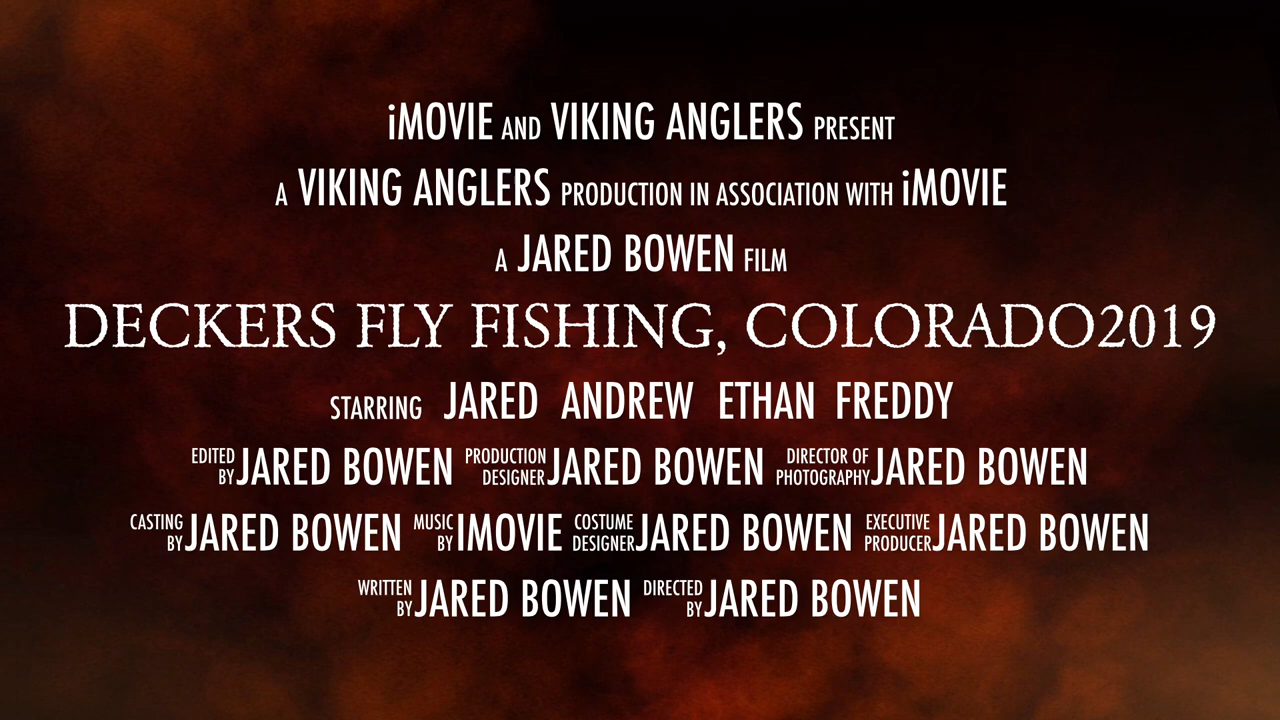 iMOVIE AND VIKING ANGLERS PRESENT
A VIKING ANGLERS PRODUCTION IN ASSOCIATION WITH iMOVIE
A JARED BOWEN FILM
DECKERS FLY FISHING, COLORADO2019
STARRING JARED ANDREW ETHAN FREDDY
EDITED BY JARED BOWEN PRODUCTION DESIGNER JARED BOWEN DIRECTOR OF PHOTOGRAPHY JARED BOWEN
CASTING BY JARED BOWEN MUSIC BY IMOVIE COSTUME DESIGNER JARED BOWEN EXECUTIVE PRODUCER JARED BOWEN
WRITTEN BY JARED BOWEN DIRECTED BY JARED BOWEN